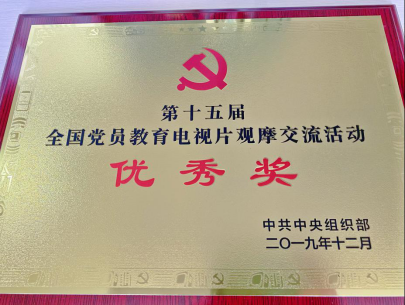 第十五届
全国党员教育电视片观摩交流活动
优秀奖
中共中央组织部
二〇一九年十二月